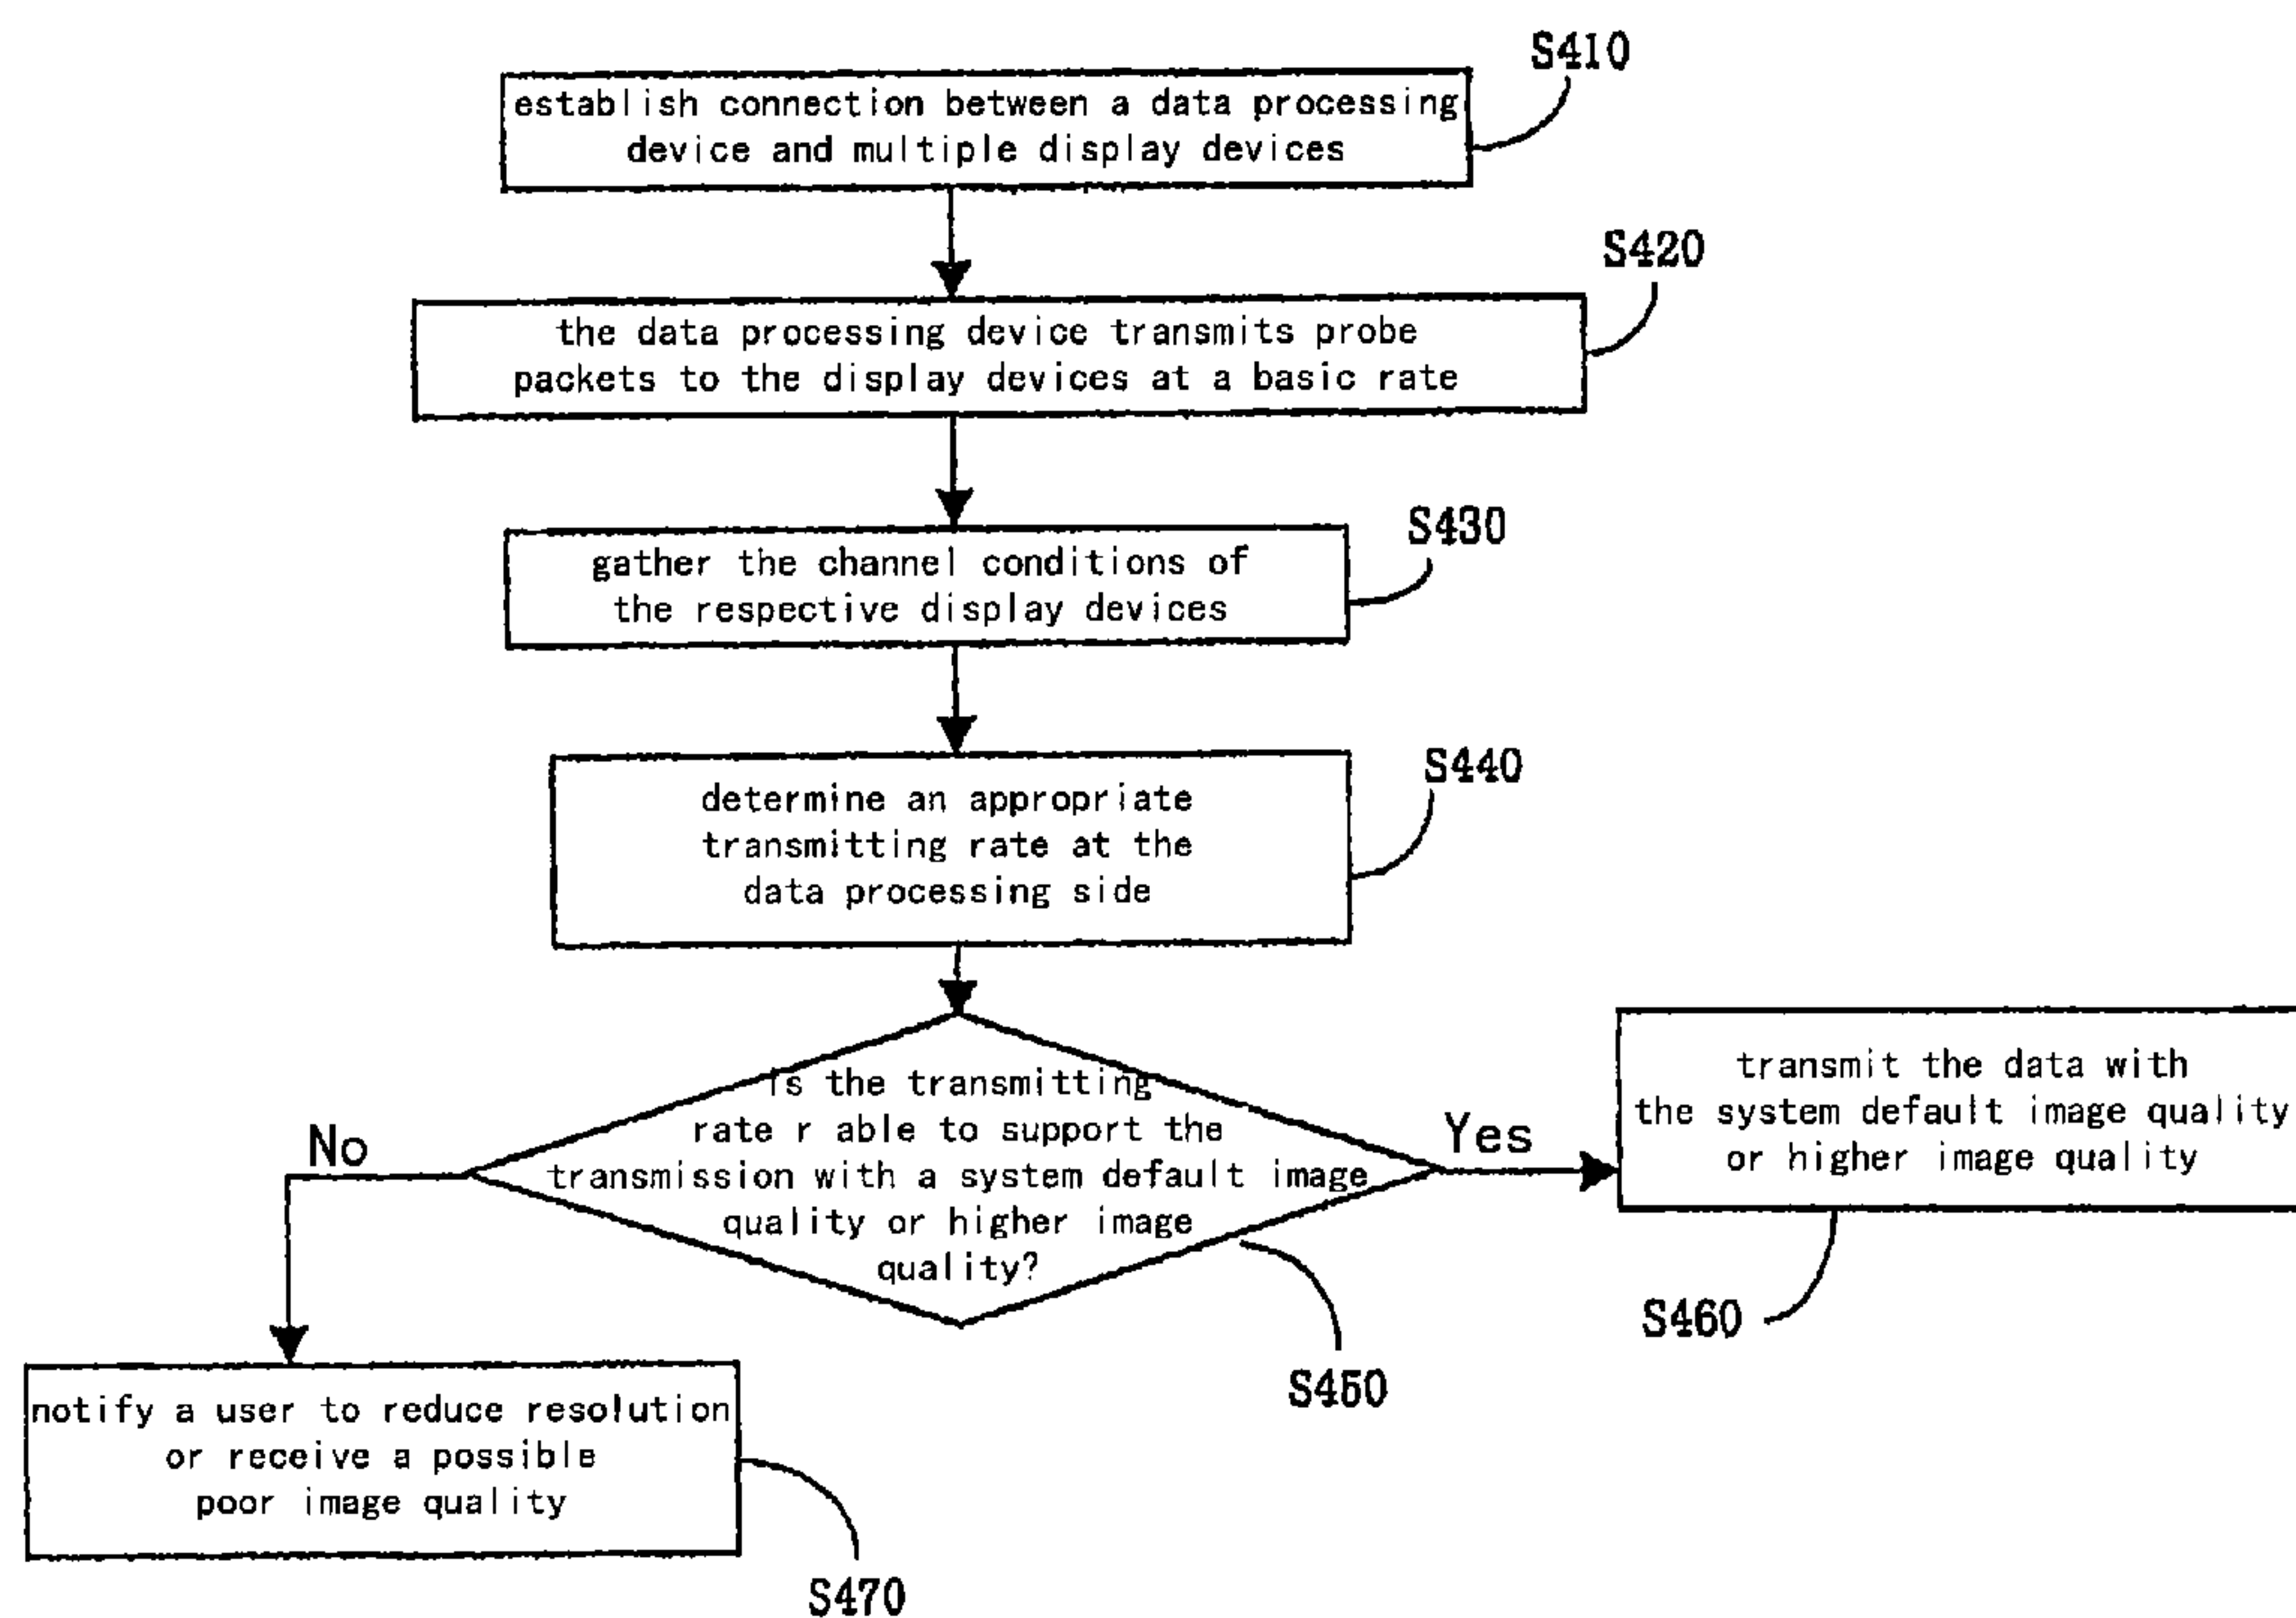 S410
establish connection between a data processing
device and multiple display devices
S420
the data processing device transmits probe
packets to the display devices at a basic rate
S430
gather the channel conditions of
the respective display devices
S440
determine an appropriate
transmitting rate at the
data processing side
Is the transmitting
rate r able to support the
transmission with a system default image
quality or higher image
quality?
No
Yes
transmit the data with
the system default image quality
or higher image quality
S450
S460
notify a user to reduce resolution
or receive a possible
poor image quality
S470